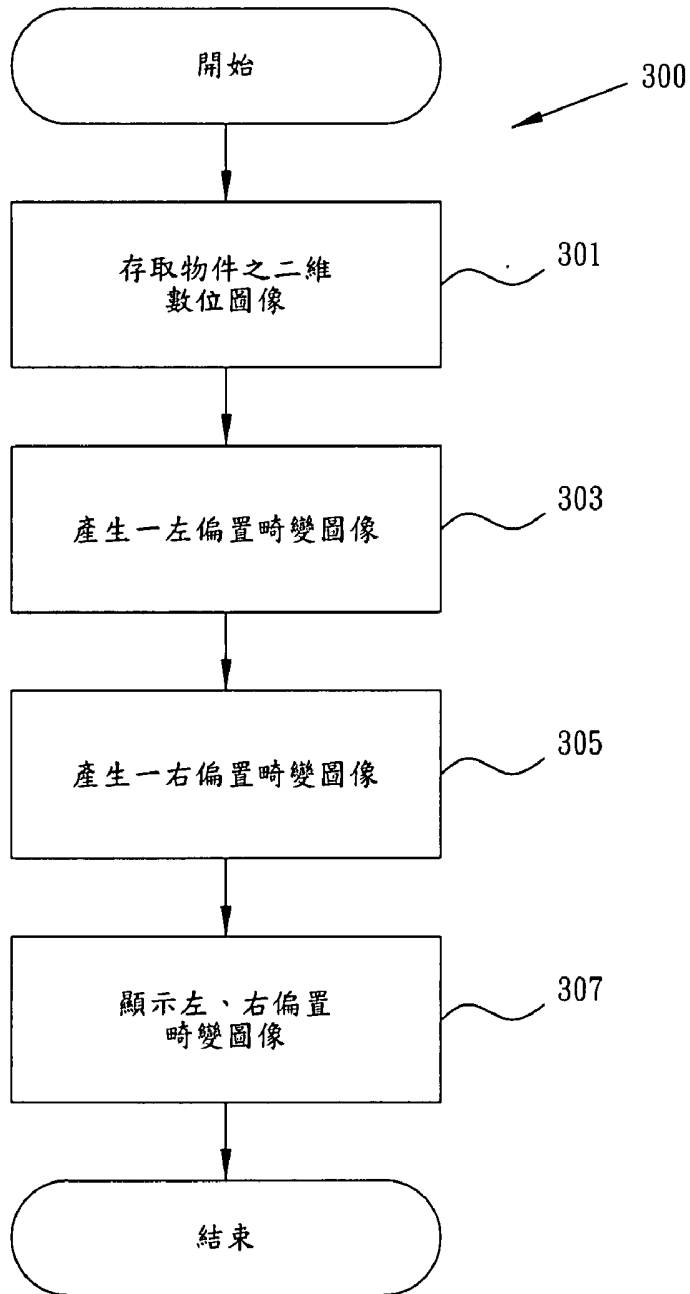 開始
300
存取物件之二維
數位圖像
301
產生一左偏置畸變圖像
303
產生一右偏置畸變圖像
305
顯示左、右偏置
畸變圖像
307
結束